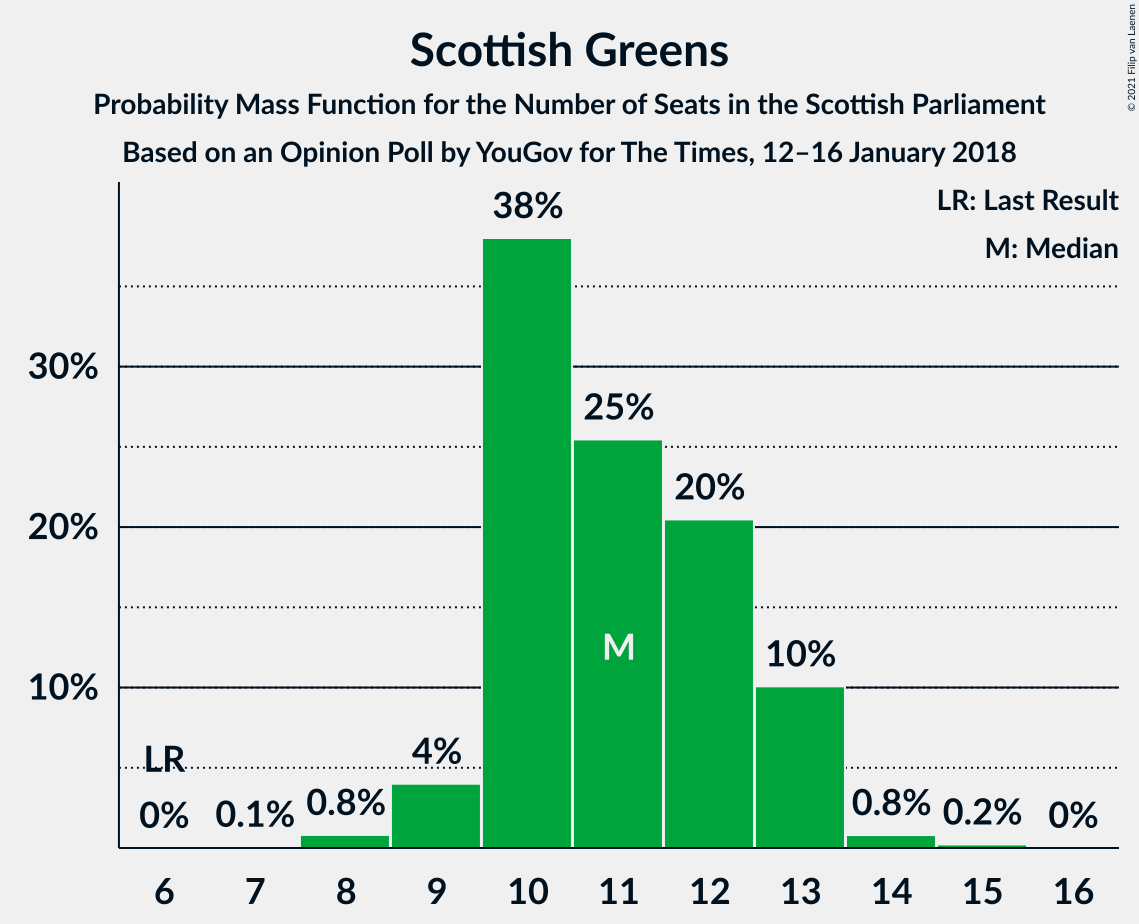 Scottish Greens
Probability Mass Function for the Number of Seats in the Scottish Parliament
Based on an Opinion Poll by YouGov for The Times, 12–16 January 2018
© 2021 Filip van Laenen
LR: Last Result
M: Median
38%
30%
25%
20%
20%
M
10%
10%
LR
4%
0%
0.1%
0.8%
0.8%
0.2%
0%
6 7 8 9 10 11 12 13 14 15 16